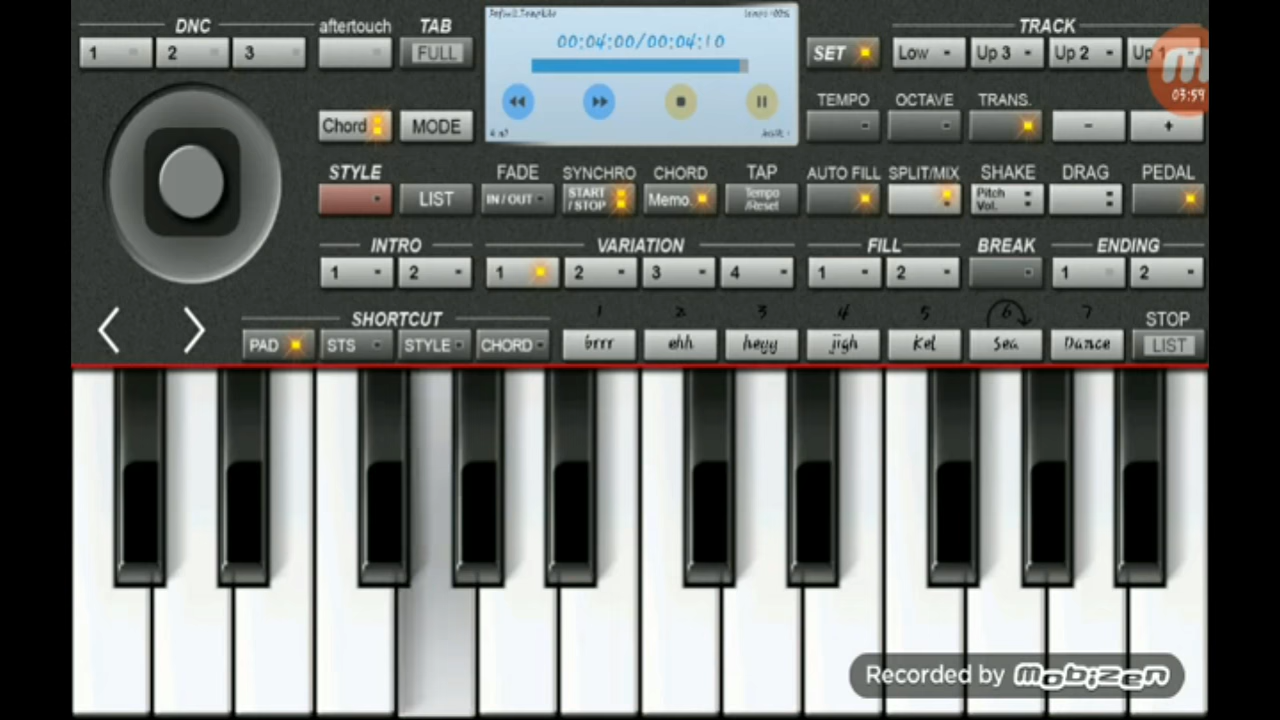 DNC
aftertouch
TAB
TRACK
1 2 3
FULL
Default Template
00:04:00/00:04:10
SET
Low Up 3 Up 2 Up 1
03:59
TEMPO OCTAVE TRANS.
Chord MODE
- +
STYLE FADE SYNCHRO CHORD TAP AUTO FILL SPLIT/MIX SHAKE DRAG PEDAL
LIST IN / OUT START / STOP Memo. Tempo /Reset Pitch Vol.
INTRO VARIATION FILL BREAK ENDING
1 2 1 2 3 4 1 2 1 2
1 2 3 4 5 6 7
SHORTCUT STOP
PAD STS STYLE CHORD brrr ehh heyy jigh Kel Sea Dance LIST
Recorded by mobizen